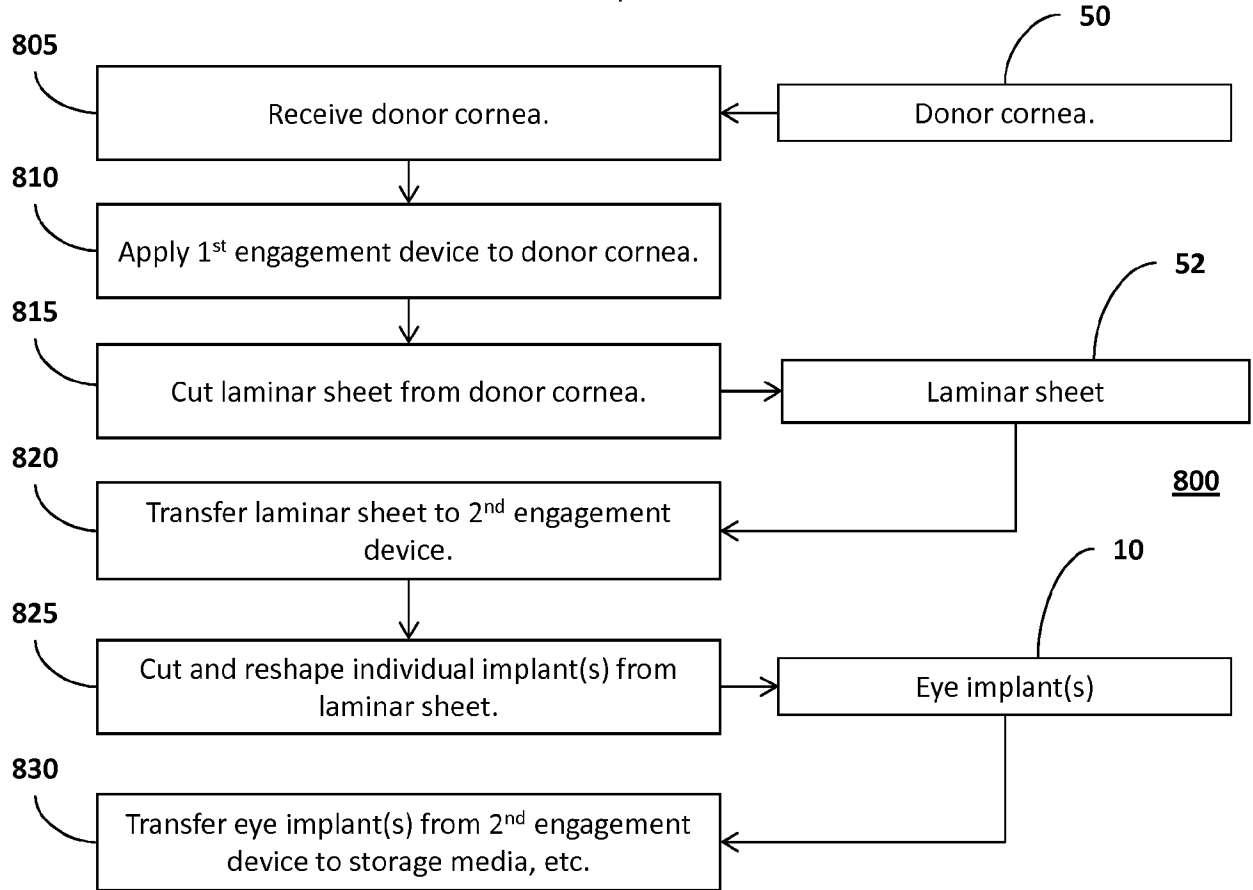 50
805
Receive donor cornea.
Donor cornea.
810
Apply 1st engagement device to donor cornea.
52
815
Cut laminar sheet from donor cornea.
Laminar sheet
820
Transfer laminar sheet to 2nd engagement
device.
800
10
825
Cut and reshape individual implant(s) from
laminar sheet.
Eye implant(s)
830
Transfer eye implant(s) from 2nd engagement
device to storage media, etc.